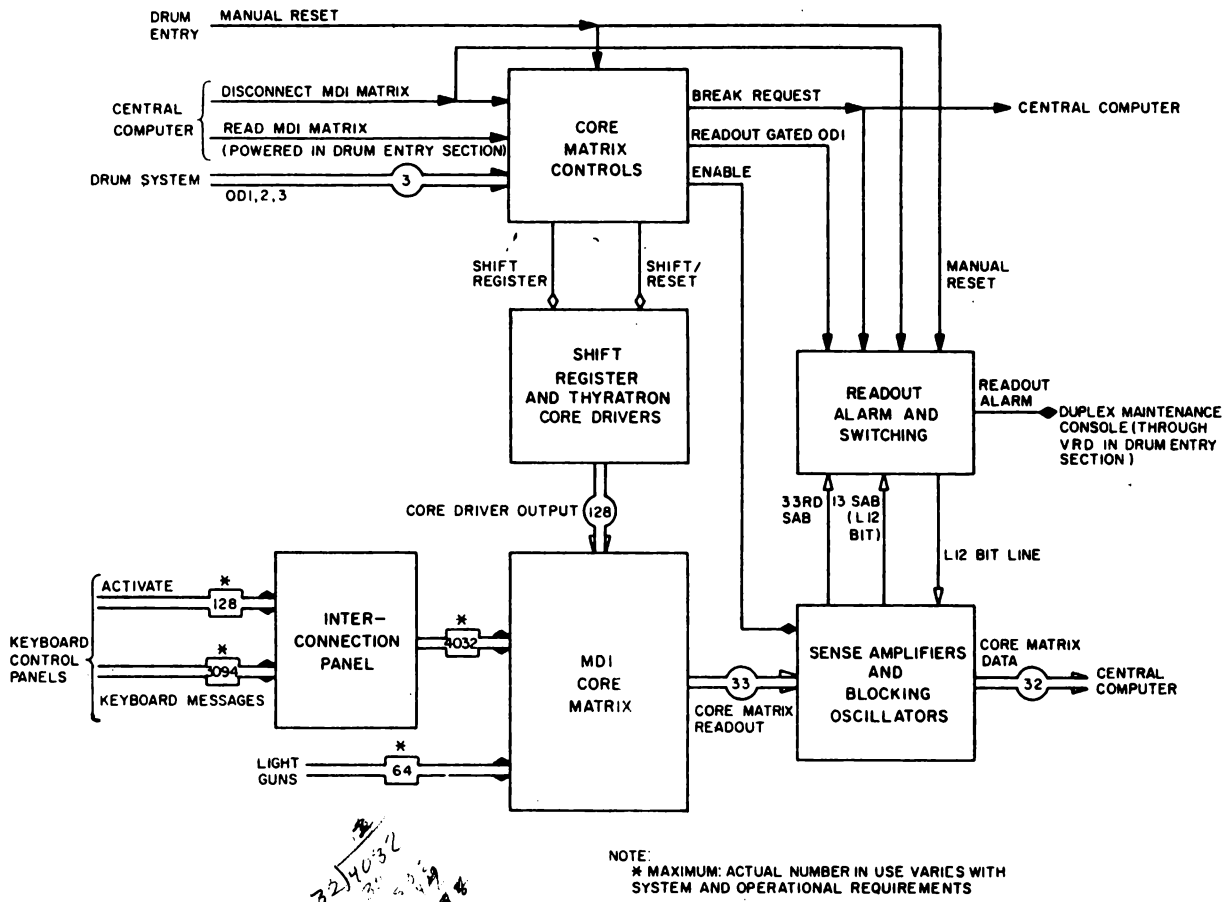 DRUM
ENTRY
MANUAL RESET
CENTRAL
COMPUTER
DISCONNECT MDI MATRIX
READ MDI MATRIX
(POWERED IN DRUM ENTRY SECTION)
DRUM SYSTEM
3
OD1,2,3
CORE
MATRIX
CONTROLS
BREAK REQUEST
CENTRAL COMPUTER
READOUT GATED OD1
ENABLE
SHIFT
REGISTER
SHIFT/
RESET
MANUAL
RESET
SHIFT
REGISTER
AND THYRATRON
CORE DRIVERS
READOUT
ALARM AND
SWITCHING
READOUT
ALARM
DUPLEX MAINTENANCE
CONSOLE (THROUGH
VRD IN DRUM ENTRY
SECTION)
CORE DRIVER OUTPUT
128
33RD
SAB
13 SAB
(L12
BIT)
L12 BIT LINE
KEYBOARD
CONTROL
PANELS
ACTIVATE
*
128
*
3094
KEYBOARD MESSAGES
INTER-
CONNECTION
PANEL
*
4032
MDI
CORE
MATRIX
33
CORE MATRIX
READOUT
SENSE AMPLIFIERS
AND
BLOCKING
OSCILLATORS
CORE MATRIX
DATA
32
CENTRAL
COMPUTER
LIGHT
GUNS
*
64
32)4032
NOTE:
* MAXIMUM: ACTUAL NUMBER IN USE VARIES WITH
SYSTEM AND OPERATIONAL REQUIREMENTS